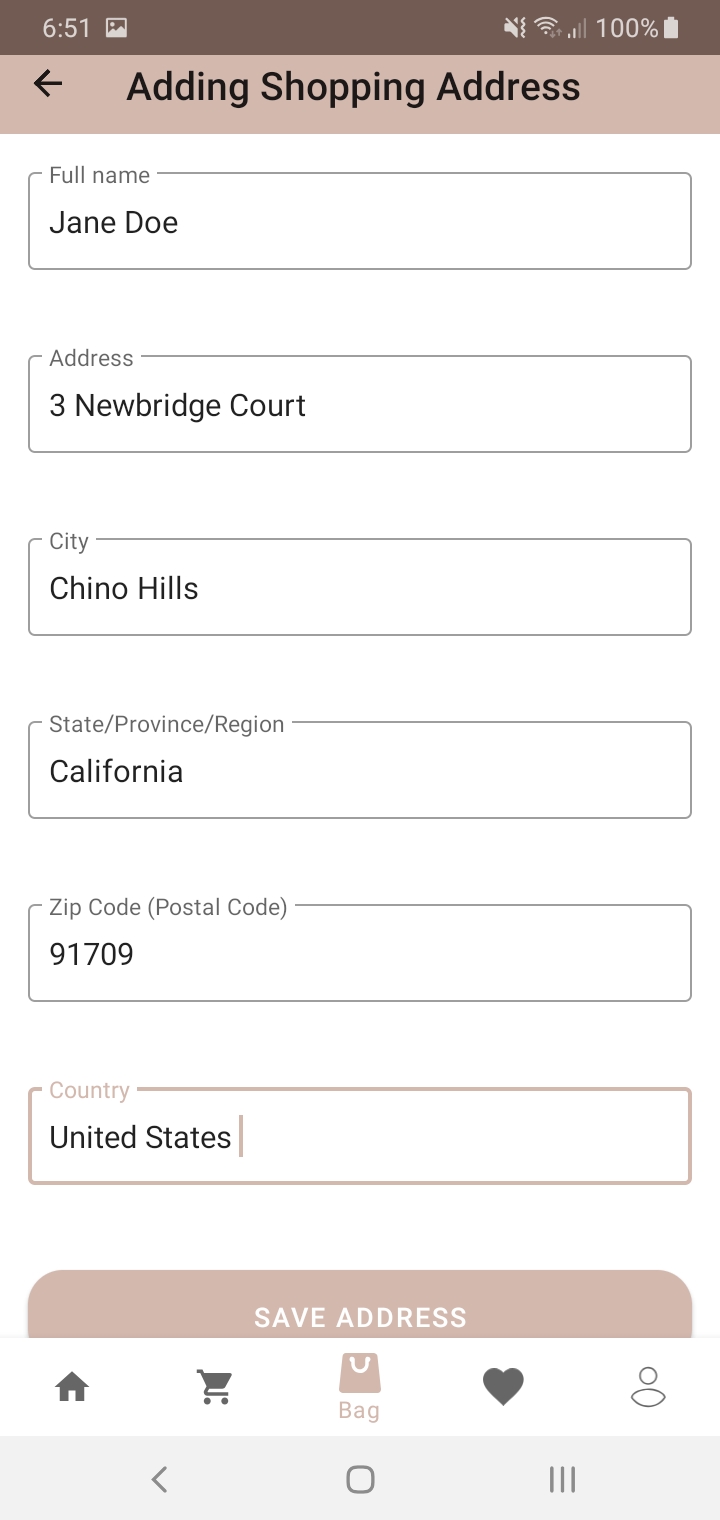 6:51 100%
Adding Shopping Address
Full name
Jane Doe
Address
3 Newbridge Court
City
Chino Hills
State/Province/Region
California
Zip Code (Postal Code)
91709
Country
United States
SAVE ADDRESS
Bag